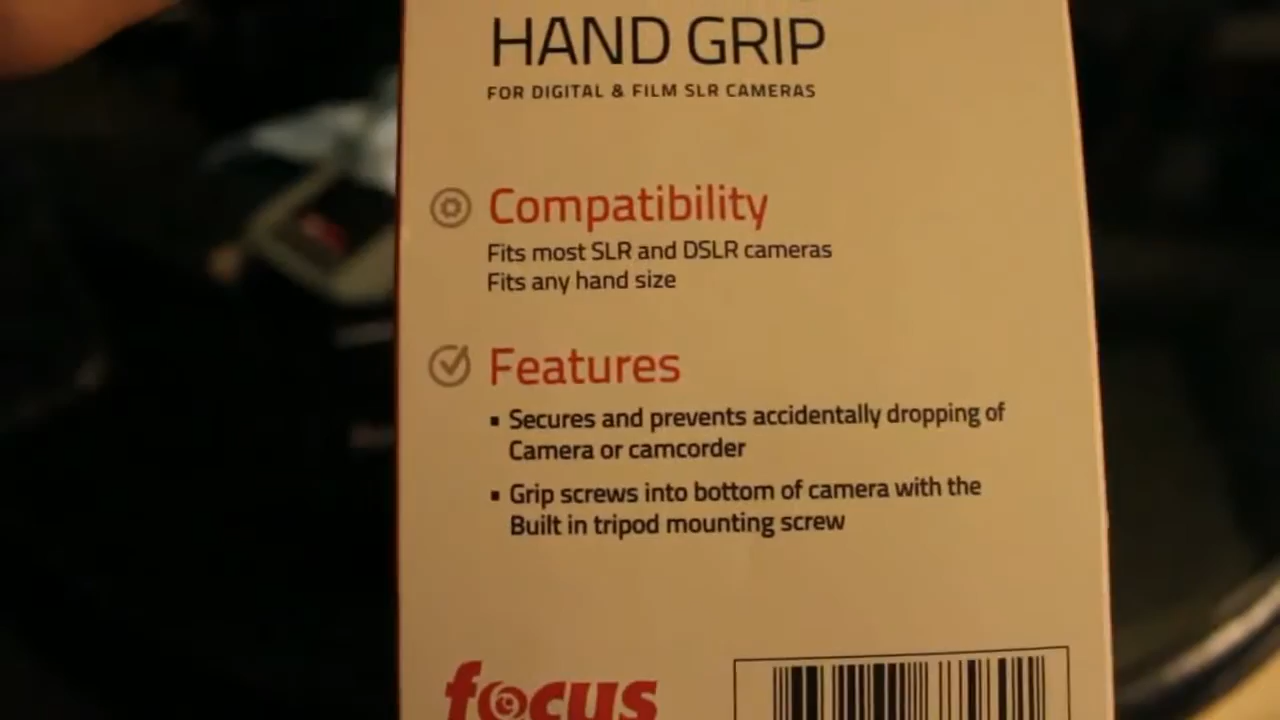 HAND GRIP
FOR DIGITAL & FILM SLR CAMERAS
Compatibility
Fits most SLR and DSLR cameras
Fits any hand size
Features
▪ Secures and prevents accidentally dropping of
Camera or camcorder
▪ Grip screws into bottom of camera with the
Built in tripod mounting screw
focus